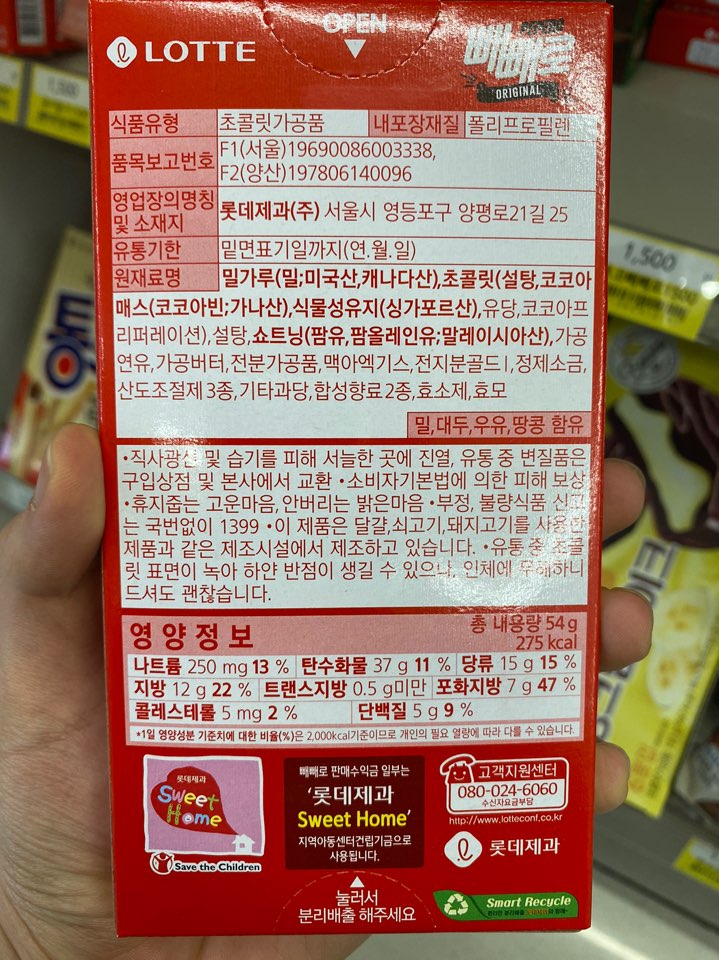 OPEN
LOTTE
빼빼로
ORIGINAL
식품유형 초콜릿가공품 내포장재질 폴리프로필렌
품목보고번호 F1(서울)19690086003338,
F2(양산)197806140096
영업장의명칭 및 소재지 롯데제과(주) 서울시 영등포구 양평로21길 25
유통기한 밑면표기일까지(연.월.일)
원재료명 밀가루(밀;미국산,캐나다산),초콜릿(설탕,코코아
매스(코코아빈;가나산),식물성유지(싱가포르산),유당,코코아프
리퍼레이션),설탕,쇼트닝(팜유,팜올레인유;말레이시아산),가공
연유,가공버터,전분가공품,맥아엑기스,전지분골드I,정제소금,
산도조절제3종,기타과당,합성향료2종,효소제,효모
밀,대두,우유,땅콩 함유
•직사광선 및 습기를 피해 서늘한 곳에 진열, 유통 중 변질품은
구입상점 및 본사에서 교환 •소비자기본법에 의한 피해 보상
•휴지줍는 고운마음, 안버리는 밝은마음 •부정, 불량식품 신고
는 국번없이 1399 •이 제품은 달걀,쇠고기,돼지고기를 사용한
제품과 같은 제조시설에서 제조하고 있습니다. •유통 중 초콜
릿 표면이 녹아 하얀 반점이 생길 수 있으나, 인체에 무해하니
드셔도 괜찮습니다.
영양정보
총 내용량 54 g
275 kcal
나트륨 250 mg 13 % 탄수화물 37 g 11 % 당류 15 g 15 %
지방 12 g 22 % 트랜스지방 0.5 g미만 포화지방 7 g 47 %
콜레스테롤 5 mg 2 % 단백질 5 g 9 %
*1일 영양성분 기준치에 대한 비율(%)은 2,000kcal기준이므로 개인의 필요 열량에 따라 다를 수 있습니다.
롯데제과
Sweet
Home
Save the Children
빼빼로 판매수익금 일부는
'롯데제과
Sweet Home'
지역아동센터건립기금으로
사용됩니다.
고객지원센터
080-024-6060
수신자요금부담
http://www.lotteconf.co.kr
롯데제과
눌러서
분리배출 해주세요
Smart Recycle
1,500